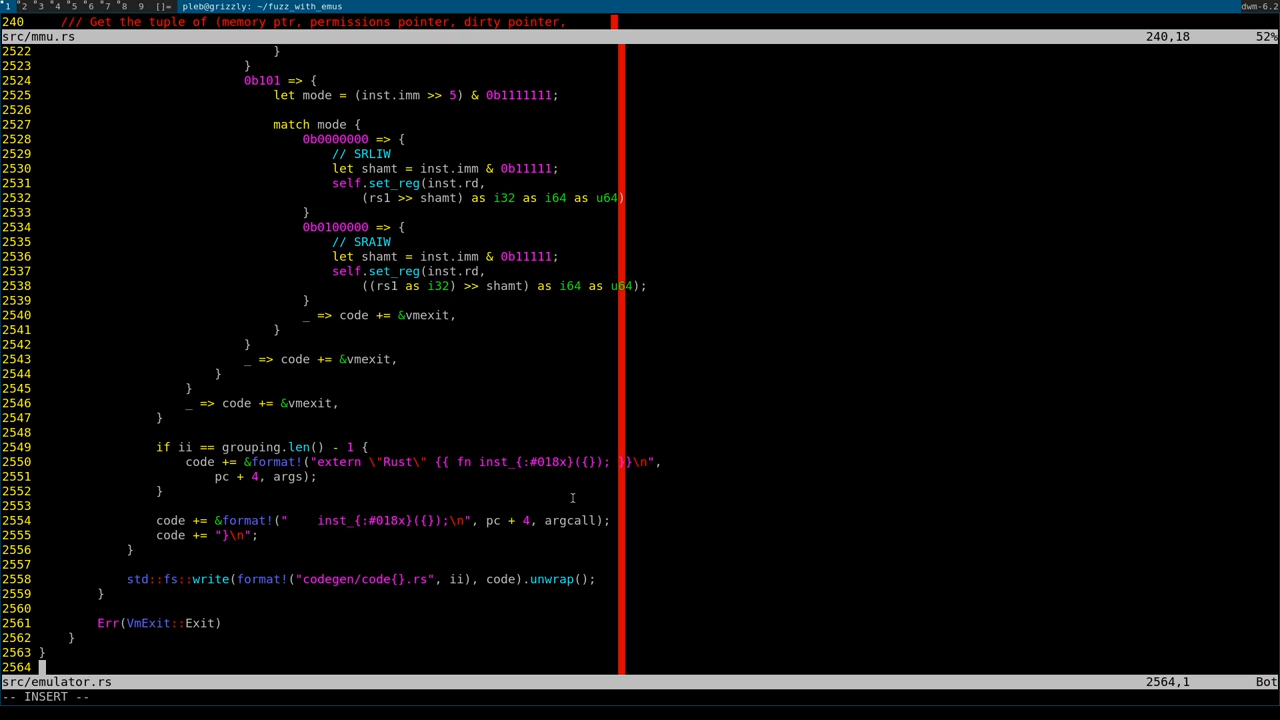 1 2 3 4 5 6 7 8 9 []= pleb@grizzly: ~/fuzz_with_emus dwm-6.2
240     /// Get the tuple of (memory ptr, permissions pointer, dirty pointer,
src/mmu.rs 240,18 52%
2522                                 }
2523                             }
2524                             0b101 => {
2525                                 let mode = (inst.imm >> 5) & 0b1111111;
2526
2527                                 match mode {
2528                                     0b0000000 => {
2529                                         // SRLIW
2530                                         let shamt = inst.imm & 0b11111;
2531                                         self.set_reg(inst.rd,
2532                                             (rs1 >> shamt) as i32 as i64 as u64)
2533                                     }
2534                                     0b0100000 => {
2535                                         // SRAIW
2536                                         let shamt = inst.imm & 0b11111;
2537                                         self.set_reg(inst.rd,
2538                                             ((rs1 as i32) >> shamt) as i64 as u64);
2539                                     }
2540                                     _ => code += &vmexit,
2541                                 }
2542                             }
2543                             _ => code += &vmexit,
2544                         }
2545                     }
2546                     _ => code += &vmexit,
2547                 }
2548
2549                 if ii == grouping.len() - 1 {
2550                     code += &format!("extern \"Rust\" {{ fn inst_{:#018x}({}); }}\n",
2551                         pc + 4, args);
2552                 }
2553
2554                 code += &format!("    inst_{:#018x}({});\n", pc + 4, argcall);
2555                 code += "}\n";
2556             }
2557
2558             std::fs::write(format!("codegen/code{}.rs", ii), code).unwrap();
2559         }
2560
2561         Err(VmExit::Exit)
2562     }
2563 }
2564
src/emulator.rs 2564,1 Bot
-- INSERT --